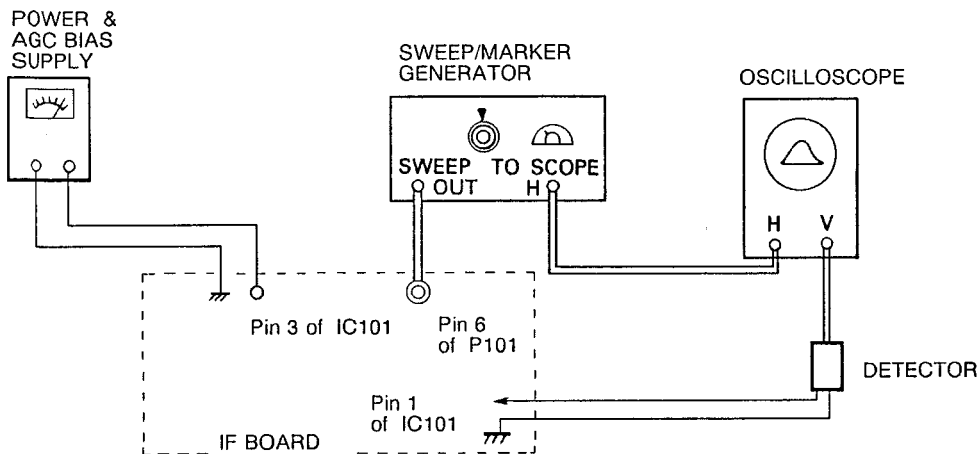 POWER &
AGC BIAS
SUPPLY
SWEEP/MARKER
GENERATOR
OSCILLOSCOPE
SWEEP TO SCOPE
OUT H
H V
Pin 3 of IC101
Pin 6
of P101
DETECTOR
Pin 1
of IC101
IF BOARD